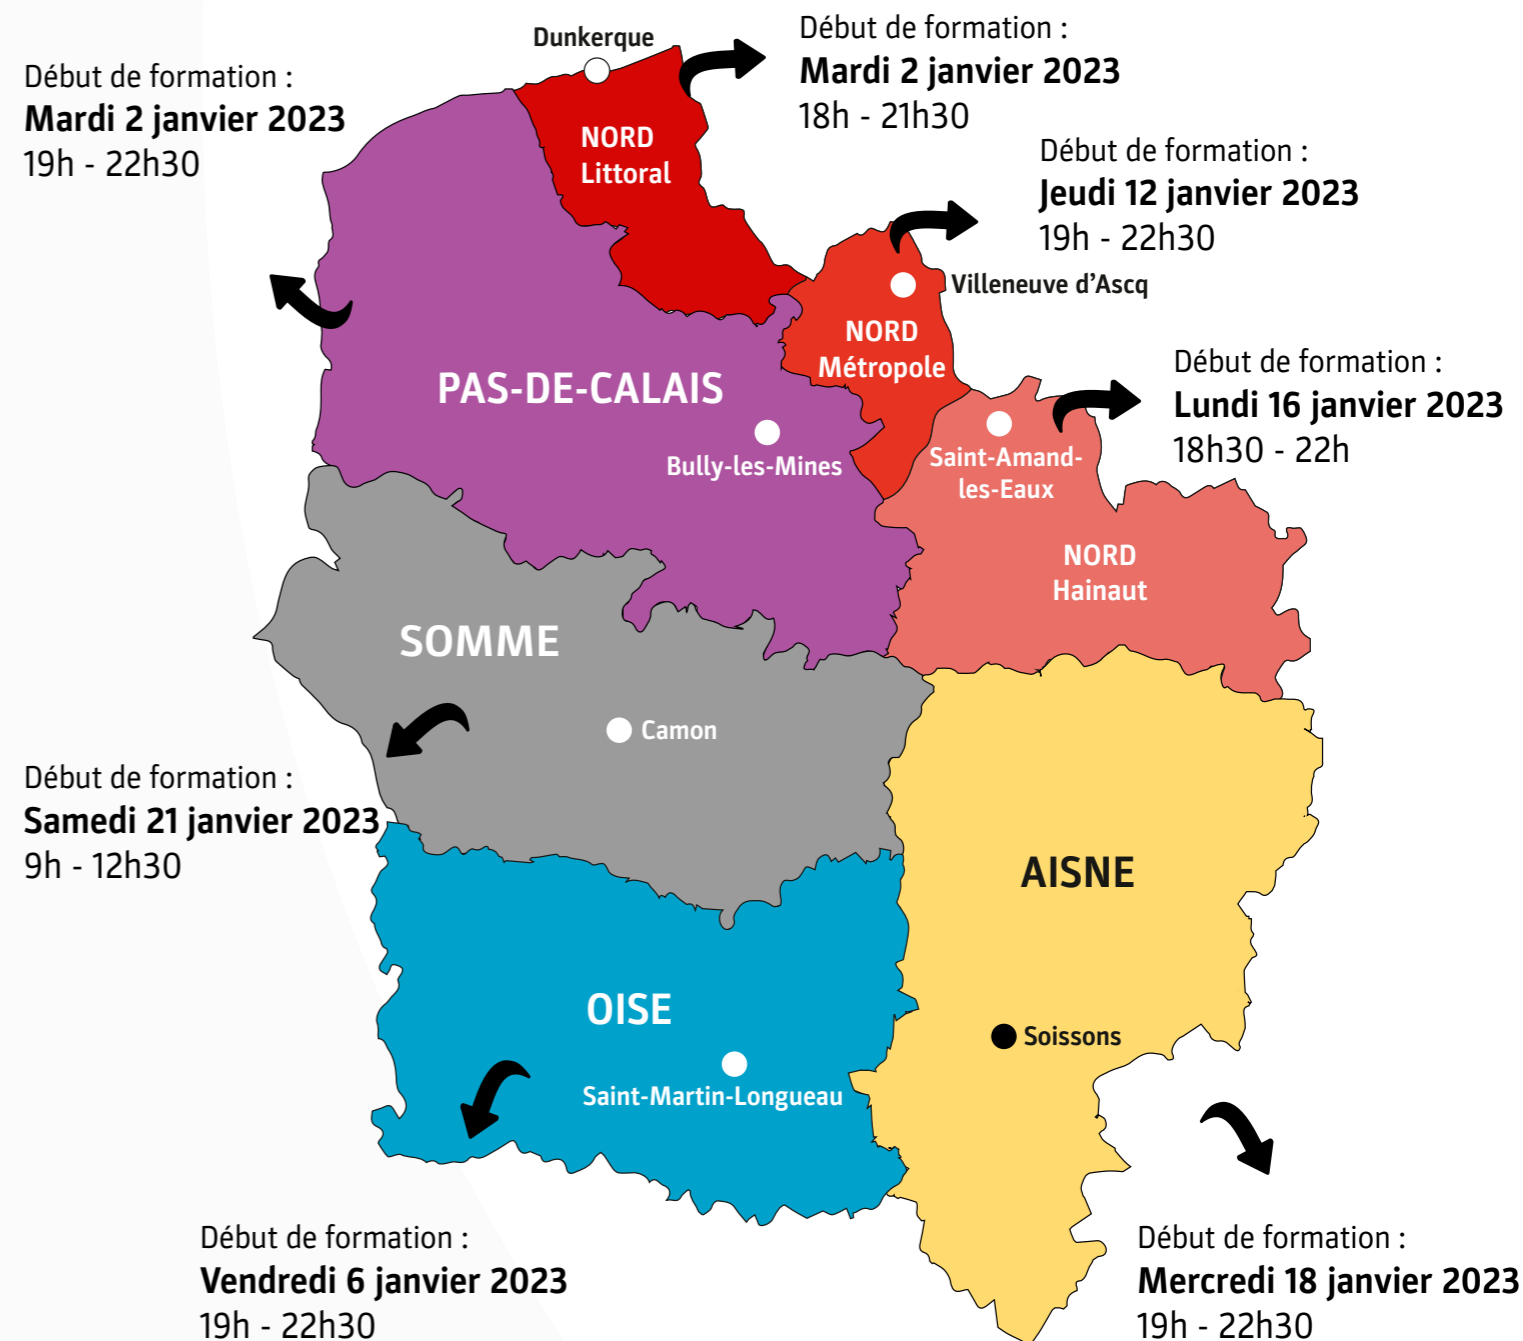 Dunkerque
Début de formation :
Mardi 2 janvier 2023
18h - 21h30
Début de formation :
Mardi 2 janvier 2023
19h - 22h30
NORD
Littoral
Début de formation :
Jeudi 12 janvier 2023
19h - 22h30
Villeneuve d’Ascq
NORD
Métropole
Début de formation :
Lundi 16 janvier 2023
18h30 - 22h
PAS-DE-CALAIS
Bully-les-Mines
Saint-Amand-
les-Eaux
NORD
Hainaut
SOMME
Camon
Début de formation :
Samedi 21 janvier 2023
9h - 12h30
AISNE
OISE
Soissons
Saint-Martin-Longueau
Début de formation :
Vendredi 6 janvier 2023
19h - 22h30
Début de formation :
Mercredi 18 janvier 2023
19h - 22h30